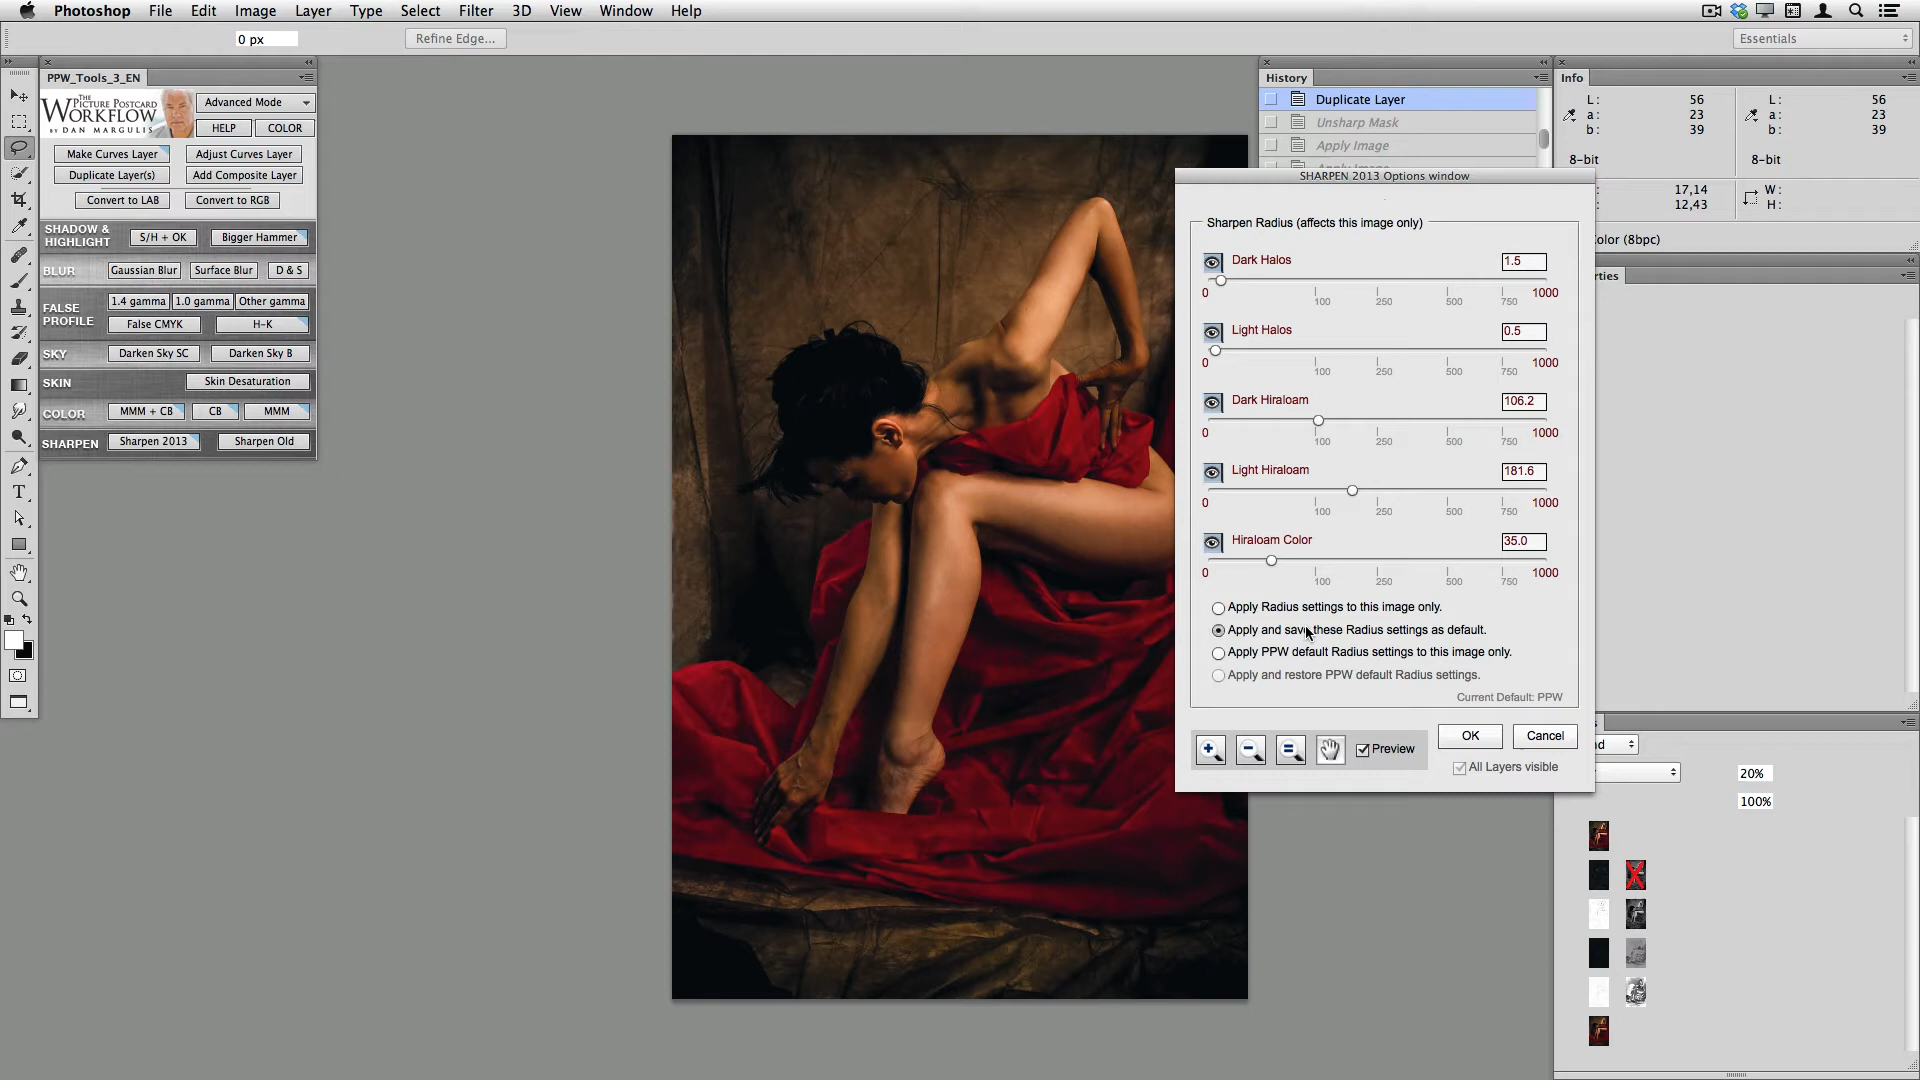 Photoshop File Edit Image Layer Type Select Filter 3D View Window Help
0 px Refine Edge... Essentials
PPW_Tools_3_EN
THE PICTURE POSTCARD WORKFLOW BY DAN MARGULIS
Advanced Mode
HELP COLOR
Make Curves Layer Adjust Curves Layer
Duplicate Layer(s) Add Composite Layer
Convert to LAB Convert to RGB
SHADOW & HIGHLIGHT S/H + OK Bigger Hammer
BLUR Gaussian Blur Surface Blur D & S
FALSE PROFILE 1.4 gamma 1.0 gamma Other gamma
False CMYK H-K
SKY Darken Sky SC Darken Sky B
SKIN Skin Desaturation
COLOR MMM + CB CB MMM
SHARPEN Sharpen 2013 Sharpen Old
History
Duplicate Layer
Unsharp Mask
Apply Image
Apply Image
Info
L: 56 L: 56
a: 23 a: 23
b: 39 b: 39
8-bit 8-bit
: 17,14 W:
: 12,43 H:
olor (8bpc)
rties
SHARPEN 2013 Options window
Sharpen Radius (affects this image only)
Dark Halos 1.5
0 100 250 500 750 1000
Light Halos 0.5
0 100 250 500 750 1000
Dark Hiraloam 106.2
0 100 250 500 750 1000
Light Hiraloam 181.6
0 100 250 500 750 1000
Hiraloam Color 35.0
0 100 250 500 750 1000
Apply Radius settings to this image only.
Apply and save these Radius settings as default.
Apply PPW default Radius settings to this image only.
Apply and restore PPW default Radius settings.
Current Default: PPW
Preview OK Cancel
All Layers visible
nd
20%
100%